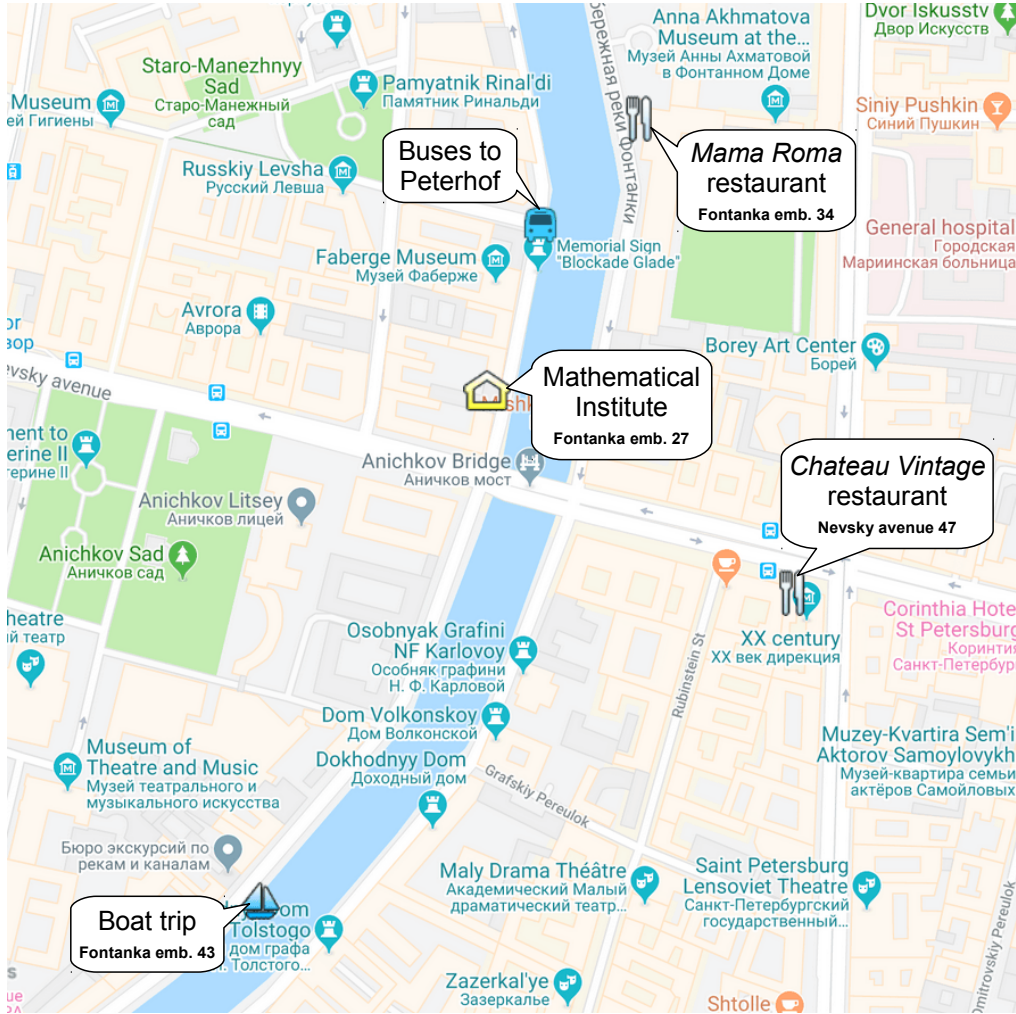 Anna Akhmatova
Museum at the...
Музей Анны Ахматовой
в Фонтанном Доме
Dvor Iskusstv
Двор Искусств
Staro-Manezhnyy
Sad
Старо-Манежный
сад
Pamyatnik Rinal'di
Памятник Ринальди
Museum
ей Гигиены
бережная реки Фонтанки
Siniy Pushkin
Синий Пушкин
Buses to
Peterhof
Mama Roma
restaurant
Fontanka emb. 34
Russkiy Levsha
Русский Левша
General hospital
Городская
Мариинская больница
Faberge Museum
Музей Фаберже
Memorial Sign
"Blockade Glade"
Avrora
Аврора
or
вор
Borey Art Center
Борей
evsky avenue
Mathematical
Institute
Fontanka emb. 27
ment to
erine II
терине II
Anichkov Bridge
Аничков мост
Chateau Vintage
restaurant
Nevsky avenue 47
Anichkov Litsey
Аничков лицей
Anichkov Sad
Аничков сад
heatre
й театр
Corinthia Hote
St Petersburg
Коринтия
Санкт-Петербург
Osobnyak Grafini
NF Karlovoy
Особняк графини
Н. Ф. Карловой
XX century
XX век дирекция
Rubinstein St
Dom Volkonskoy
Дом Волконской
Muzey-Kvartira Sem'i
Aktorov Samoylovykh
Музей-квартира семьи
актёров Самойловых
Museum of
Theatre and Music
Музей театрального и
музыкального искусства
Dokhodnyy Dom
Доходный дом
Grafskiy Pereulok
Бюро экскурсий по
рекам и каналам
Maly Drama Théâtre
Академический Малый
драматический театр...
Saint Petersburg
Lensoviet Theatre
Санкт-Петербургский
государственный...
Boat trip
Fontanka emb. 43
om
Tolstogo
дом графа
. Толстого...
omitrovskiy Pereulok
Zazerkal'ye
Зазеркалье
Shtolle
s
ue